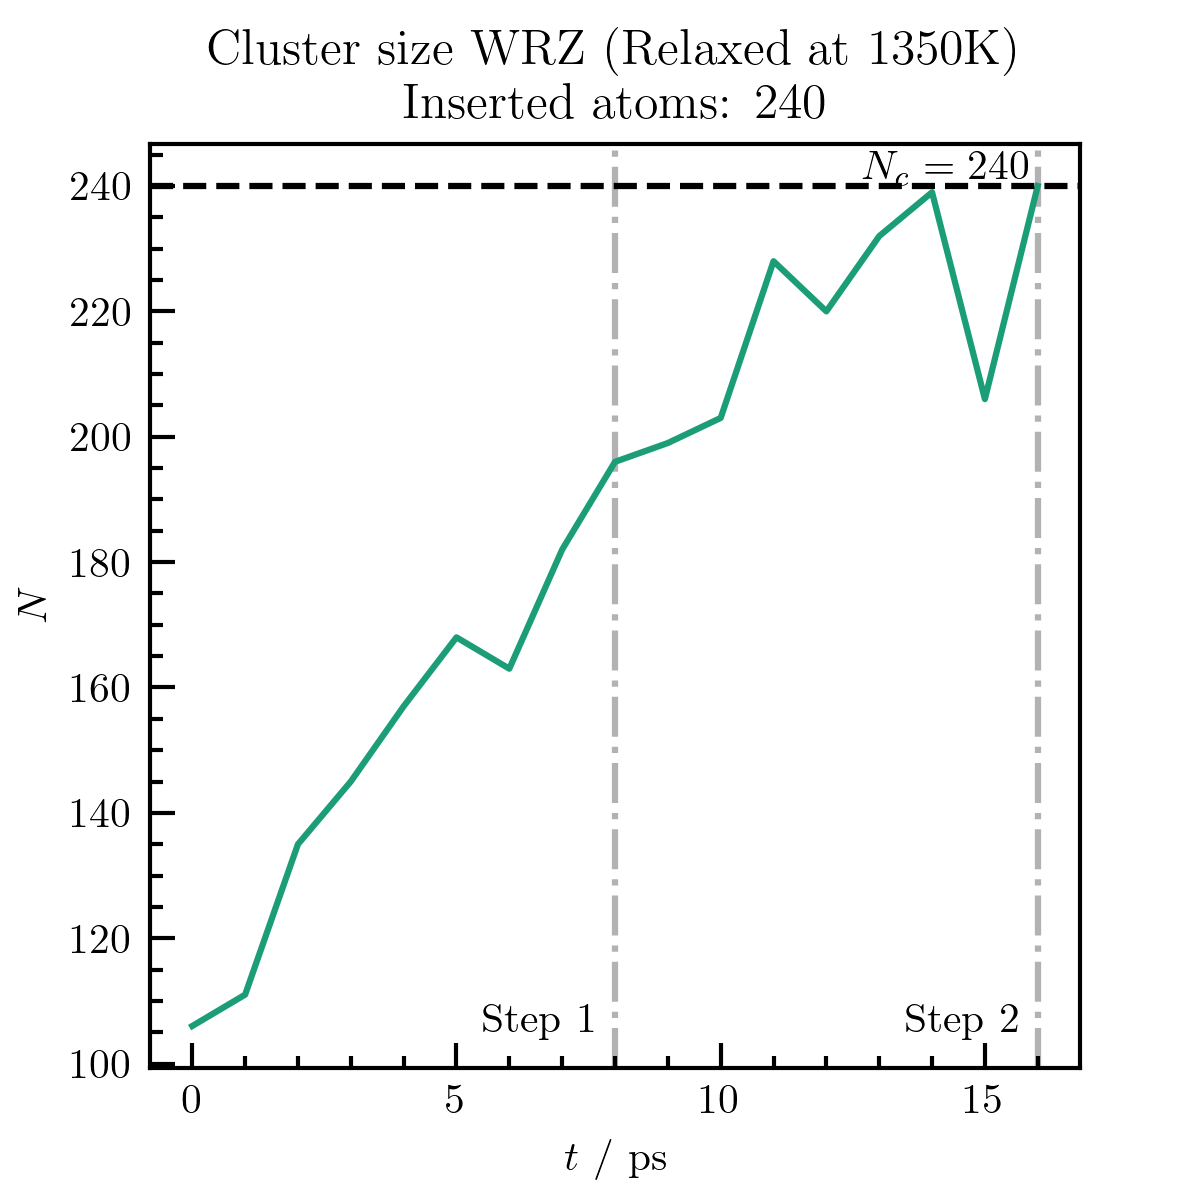 Cluster size WRZ (Relaxed at 1350K)
Inserted atoms: 240
N_c = 240
240
220
200
180
160
140
120
100
N
Step 1
Step 2
0 5 10 15
t / ps